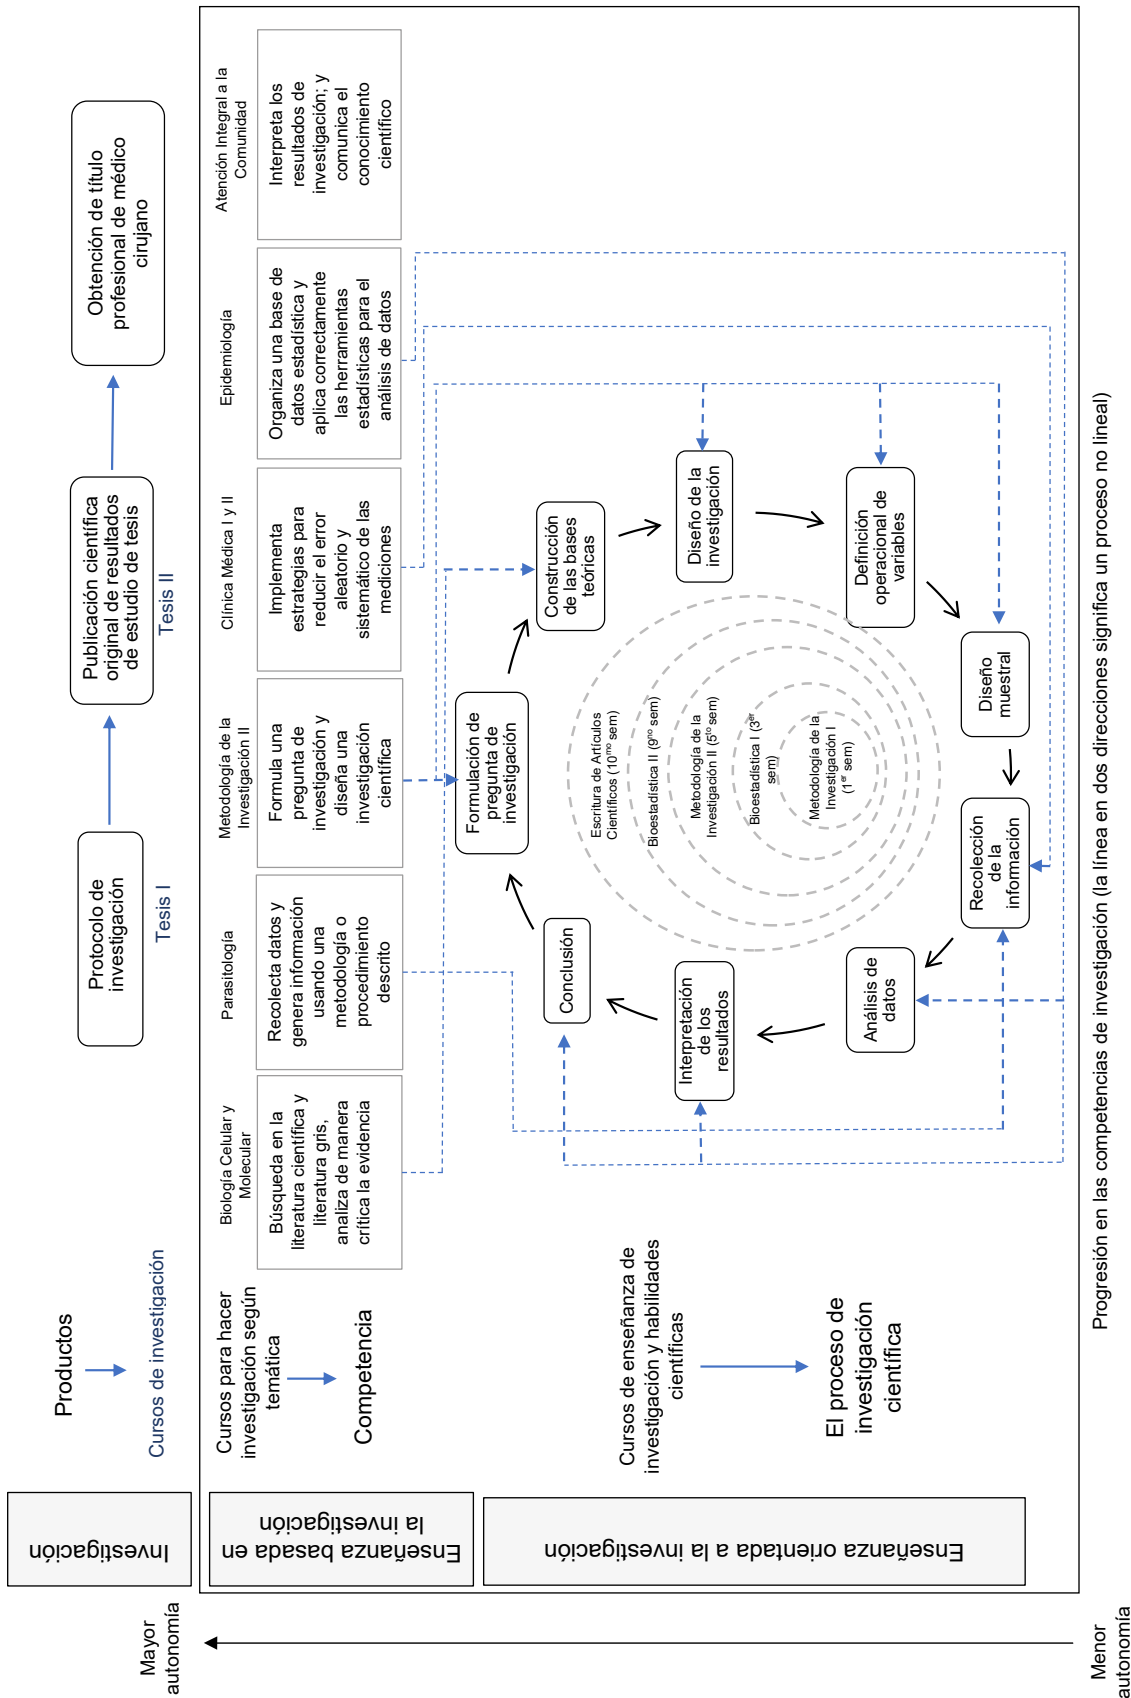 Investigación
Productos
Cursos de investigación
Protocolo de
investigación
Tesis I
Publicación científica
original de resultados
de estudio de tesis
Tesis II
Obtención de título
profesional de médico
cirujano
Enseñanza basada en
la investigación
Cursos para hacer
investigación según
temática
Competencia
Biología Celular y
Molecular
Búsqueda en la
literatura científica y
literatura gris,
analiza de manera
crítica la evidencia
Parasitología
Recolecta datos y
genera información
usando una
metodología o
procedimiento
descrito
Metodología de la
Investigación II
Formula una
pregunta de
investigación y
diseña una
investigación
científica
Clínica Médica I y II
Implementa
estrategias para
reducir el error
aleatorio y
sistemático de las
mediciones
Epidemiología
Organiza una base de
datos estadística y
aplica correctamente
las herramientas
estadísticas para el
análisis de datos
Atención Integral a la
Comunidad
Interpreta los
resultados de
investigación; y
comunica el
conocimiento
científico
Enseñanza orientada a la investigación
Cursos de enseñanza de
investigación y habilidades
científicas
El proceso de
investigación
científica
Formulación de
pregunta de
investigación
Construcción
de las bases
teóricas
Diseño de la
investigación
Definición
operacional de
variables
Diseño
muestral
Recolección
de la
información
Análisis de
datos
Interpretación
de los
resultados
Conclusión
Escritura de Artículos
Científicos (10mo sem)
Bioestadística II (9no sem)
Metodología de la
Investigación II (5to sem)
Bioestadística I (3er
sem)
Metodología de la
Investigación I
(1er sem)
Mayor
autonomía
Menor
autonomía
Progresión en las competencias de investigación (la línea en dos direcciones significa un proceso no lineal)